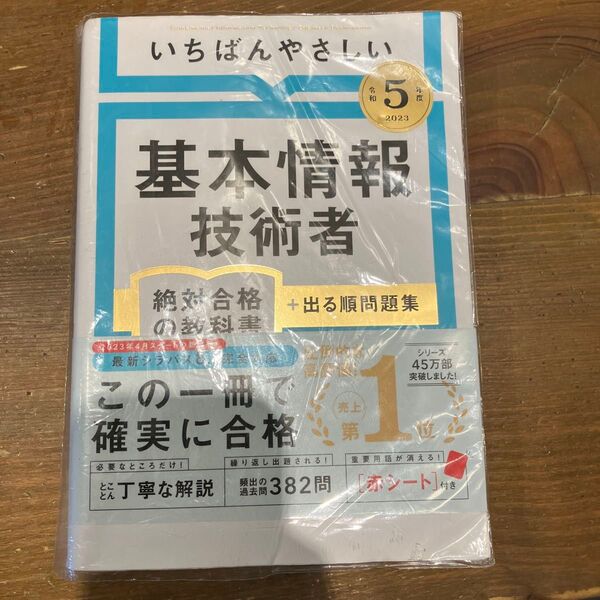 いちばんやさしい
令和
5
年度
2023
基本情報
技術者
絶対合格
の教科書
+出る順問題集
最新シラバス
この一冊で
確実に合格
売上
第1位
シリーズ
45万部
突破しました!
必要なところだけ!
とことん丁寧な解説
繰り返し出題される!
頻出の過去問382問
重要用語が消える!
[赤シート]付き